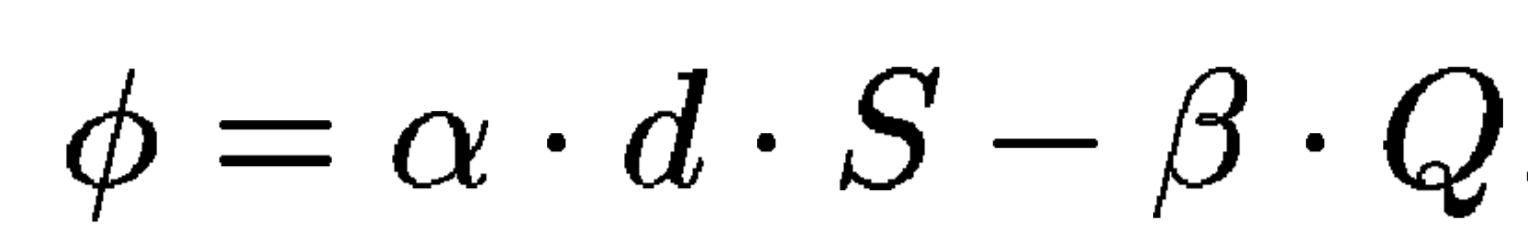 ϕ = α · d · S − β · Q